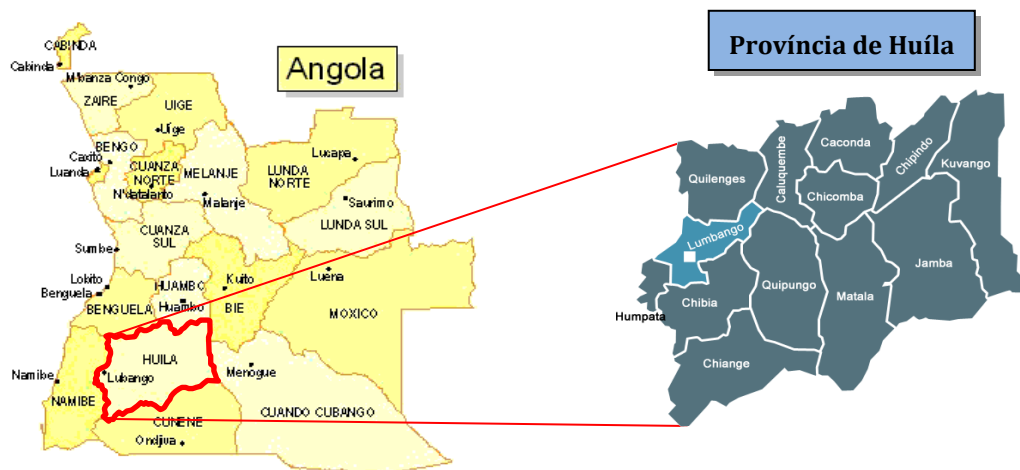 Angola
CABINDA
Cabinda
M'banza Congo
ZAIRE
UIGE
Uíge
BENGO
Caxito
Luanda
CUANZA
NORTE
N'datalanto
MELANJE
Malanje
LUNDA
NORTE
Lucapa
Saurimo
LUNDA SUL
CUANZA
SUL
Sumbe
Lobito
Benguela
BENGUELA
HUAMBO
Huambo
Kuito
BIE
Luena
MOXICO
HUILA
Lubango
Namibe
NAMIBE
Menogue
CUANDO CUBANGO
CUNENE
Ondjiva
Província de Huíla
Quilenges
Caluquembe
Caconda
Chicomba
Chipindo
Kuvango
Lumbango
Jamba
Chibia
Quipungo
Matala
Humpata
Chiange